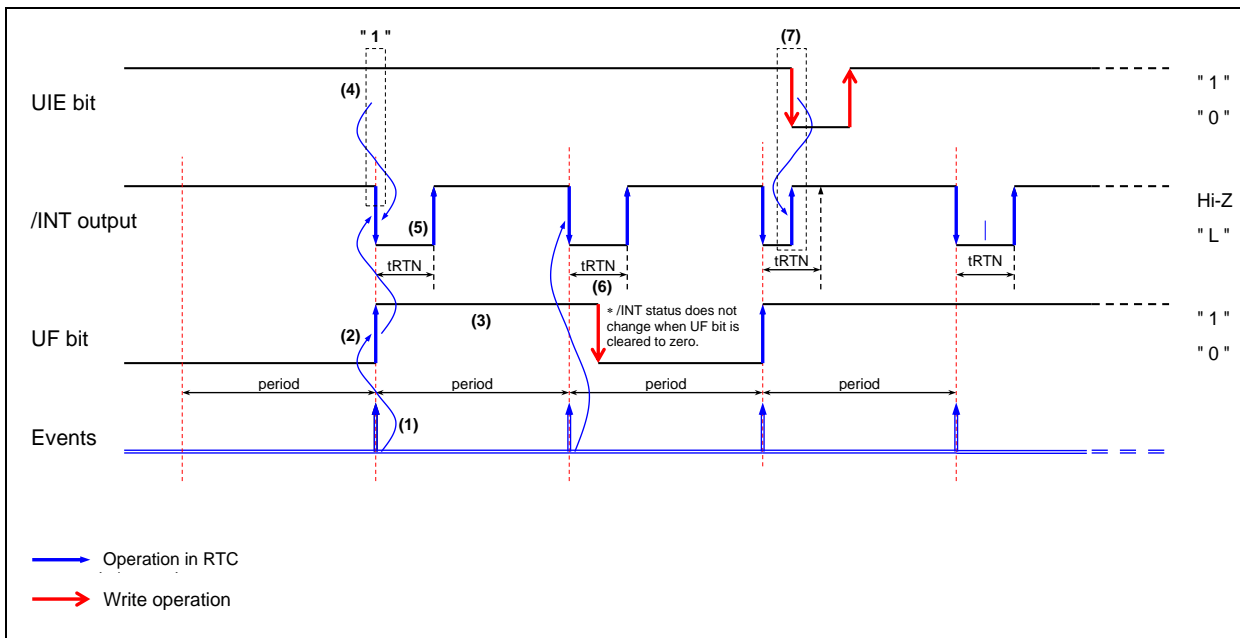 " 1 "
(7)
(4)
UIE bit
" 1 "
" 0 "
/INT output
(5)
Hi-Z
" L "
tRTN
tRTN
tRTN
tRTN
(6)
* /INT status does not
change when UF bit is
cleared to zero.
(3)
(2)
UF bit
" 1 "
" 0 "
period
period
period
period
(1)
Events
Operation in RTC
Write operation